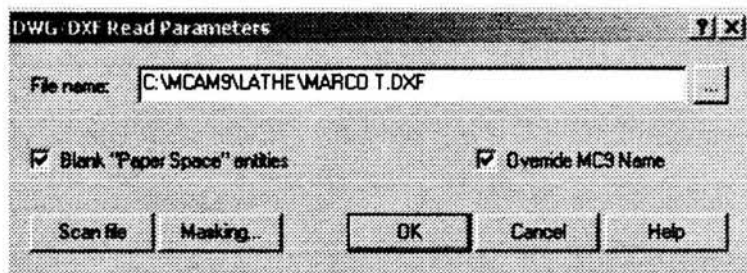 DWG/DXF Read Parameters
File name: C:\MCAM9\LATHE\MARCO T.DXF ...
Blank "Paper Space" entities Override MC9 Name
Scan file Masking... OK Cancel Help